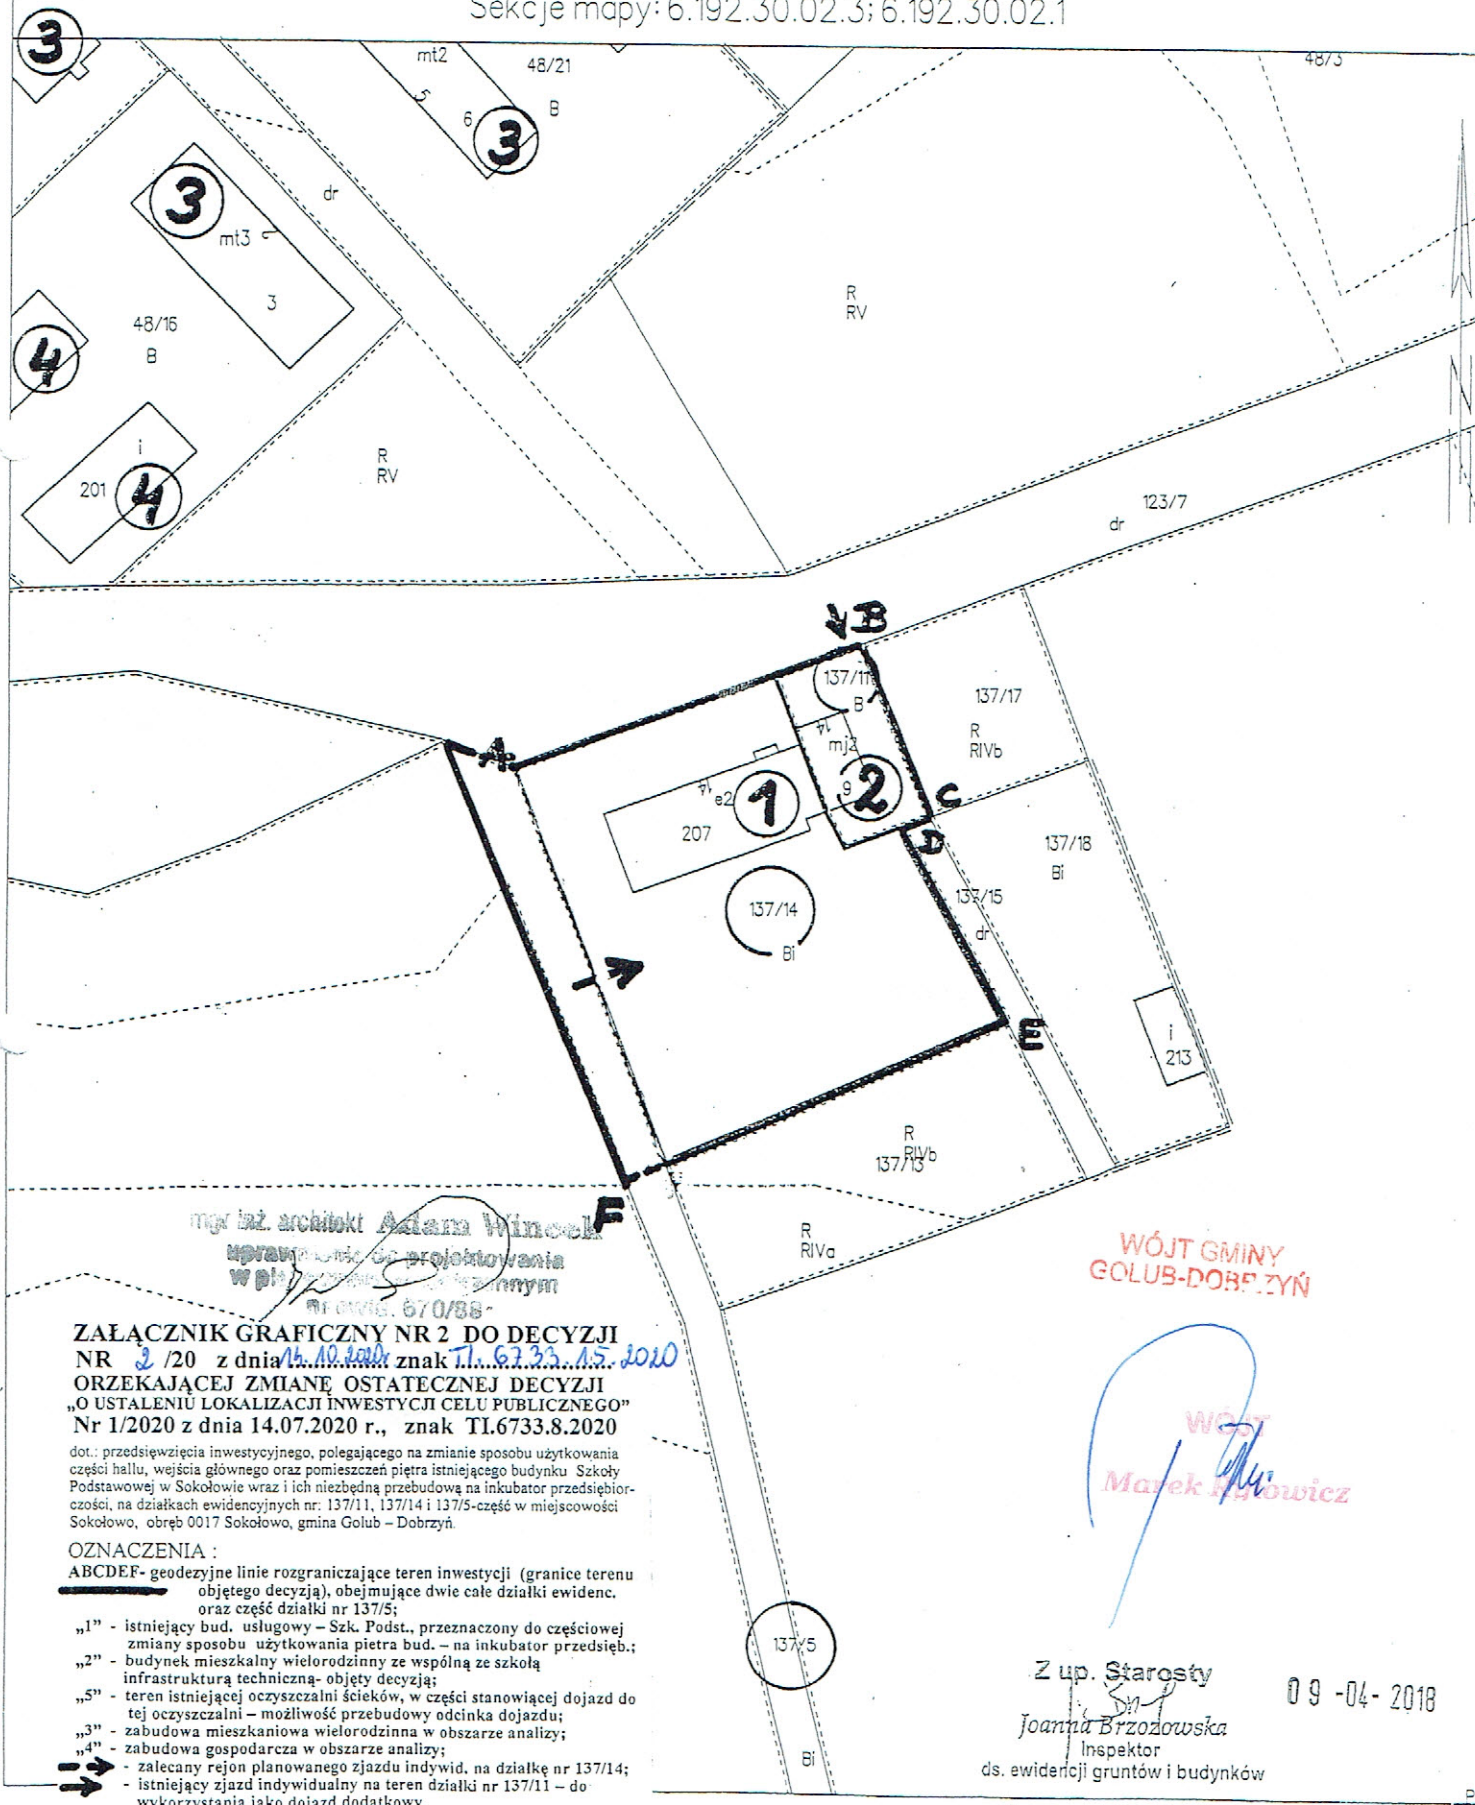 Sekcje mapy: 6.192.30.02.3; 6.192.30.02.1
3
mt2
48/21
B
5
6
3
48/3
3
mt3
2
3
dr
48/16
B
4
i
201
4
R
RV
R
RV
123/7
dr
B
137/11
B
14
mj2
9
2
A
14
e2
1
207
137/17
R
RIVb
C
D
137/18
Bi
137/15
dr
137/14
Bi
E
i
213
R
RIVb
137/13
F
R
RIVa
mgr inż. architekt Adam Wincek
do projektowania
670/88
ZAŁĄCZNIK GRAFICZNY NR 2 DO DECYZJI
NR 2 /20 z dnia 14.10.2020r znak TI.6733.15.2020
ORZEKAJĄCEJ ZMIANĘ OSTATECZNEJ DECYZJI
„O USTALENIU LOKALIZACJI INWESTYCJI CELU PUBLICZNEGO”
Nr 1/2020 z dnia 14.07.2020 r., znak TI.6733.8.2020
dot.: przedsięwzięcia inwestycyjnego, polegającego na zmianie sposobu użytkowania
części hallu, wejścia głównego oraz pomieszczeń piętra istniejącego budynku Szkoły
Podstawowej w Sokołowie wraz i ich niezbędną przebudową na inkubator przedsiębior-
czości, na działkach ewidencyjnych nr: 137/11, 137/14 i 137/5-część w miejscowości
Sokołowo, obręb 0017 Sokołowo, gmina Golub – Dobrzyń.
OZNACZENIA :
ABCDEF- geodezyjne linie rozgraniczające teren inwestycji (granice terenu
objętego decyzją), obejmujące dwie całe działki ewidenc.
oraz część działki nr 137/5;
„1” - istniejący bud. usługowy – Szk. Podst., przeznaczony do częściowej
zmiany sposobu użytkowania pietra bud. – na inkubator przedsięb.;
„2” - budynek mieszkalny wielorodzinny ze wspólną ze szkołą
infrastrukturą techniczną- objęty decyzją;
„5” - teren istniejącej oczyszczalni ścieków, w części stanowiącej dojazd do
tej oczyszczalni – możliwość przebudowy odcinka dojazdu;
„3” - zabudowa mieszkaniowa wielorodzinna w obszarze analizy;
„4” - zabudowa gospodarcza w obszarze analizy;
- zalecany rejon planowanego zjazdu indywid. na działkę nr 137/14;
- istniejący zjazd indywidualny na teren działki nr 137/11 – do
wykorzystania jako dojazd dodatkowy
WÓJT GMINY
GOLUB-DOBRZYŃ
WÓJT
Marek
137/5
Bi
Z up. Starosty
Joanna Brzozowska
Inspektor
ds. ewidencji gruntów i budynków
09 -04- 2018